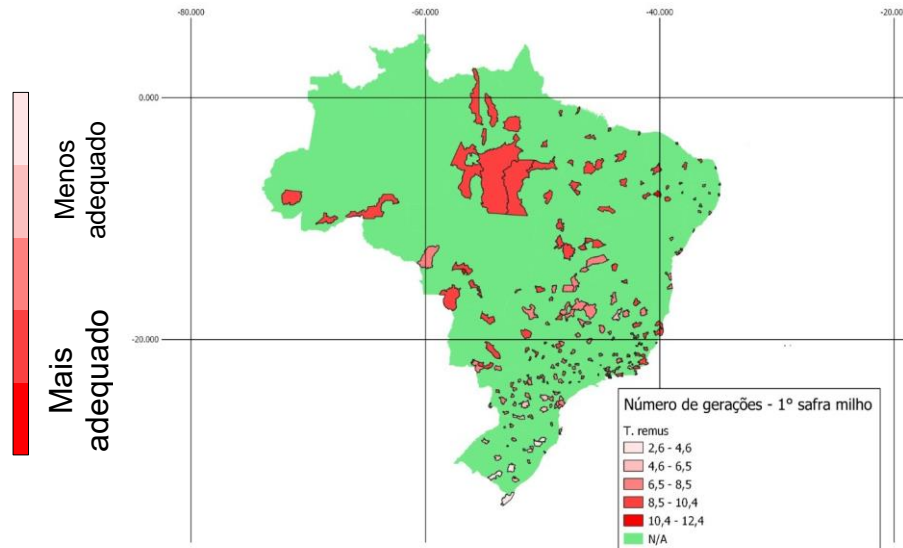 -80.000
-60.000
-40.000
-20.00
0.000
-20.000
Menos
adequado
Mais
adequado
Número de gerações - 1° safra milho
T. remus
2,6 - 4,6
4,6 - 6,5
6,5 - 8,5
8,5 - 10,4
10,4 - 12,4
N/A